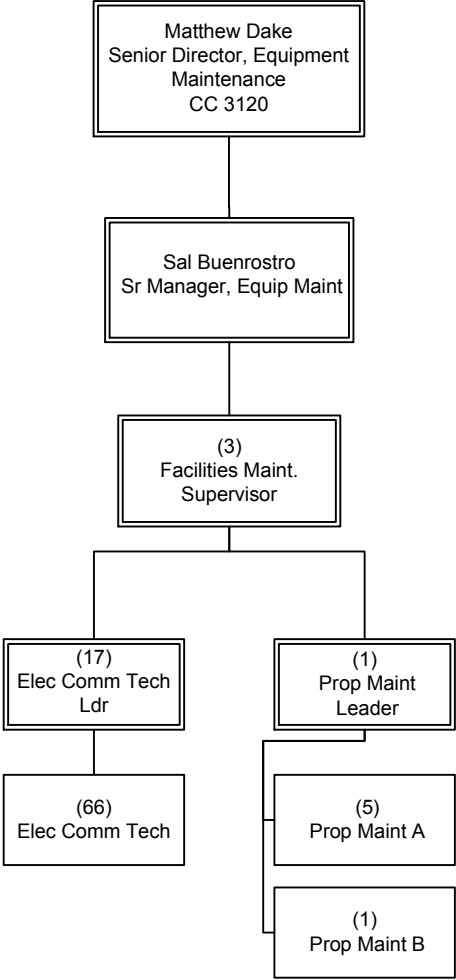 Matthew Dake
Senior Director, Equipment
Maintenance
CC 3120
Sal Buenrostro
Sr Manager, Equip Maint
(3)
Facilities Maint.
Supervisor
(17)
Elec Comm Tech
Ldr
(1)
Prop Maint
Leader
(66)
Elec Comm Tech
(5)
Prop Maint A
(1)
Prop Maint B